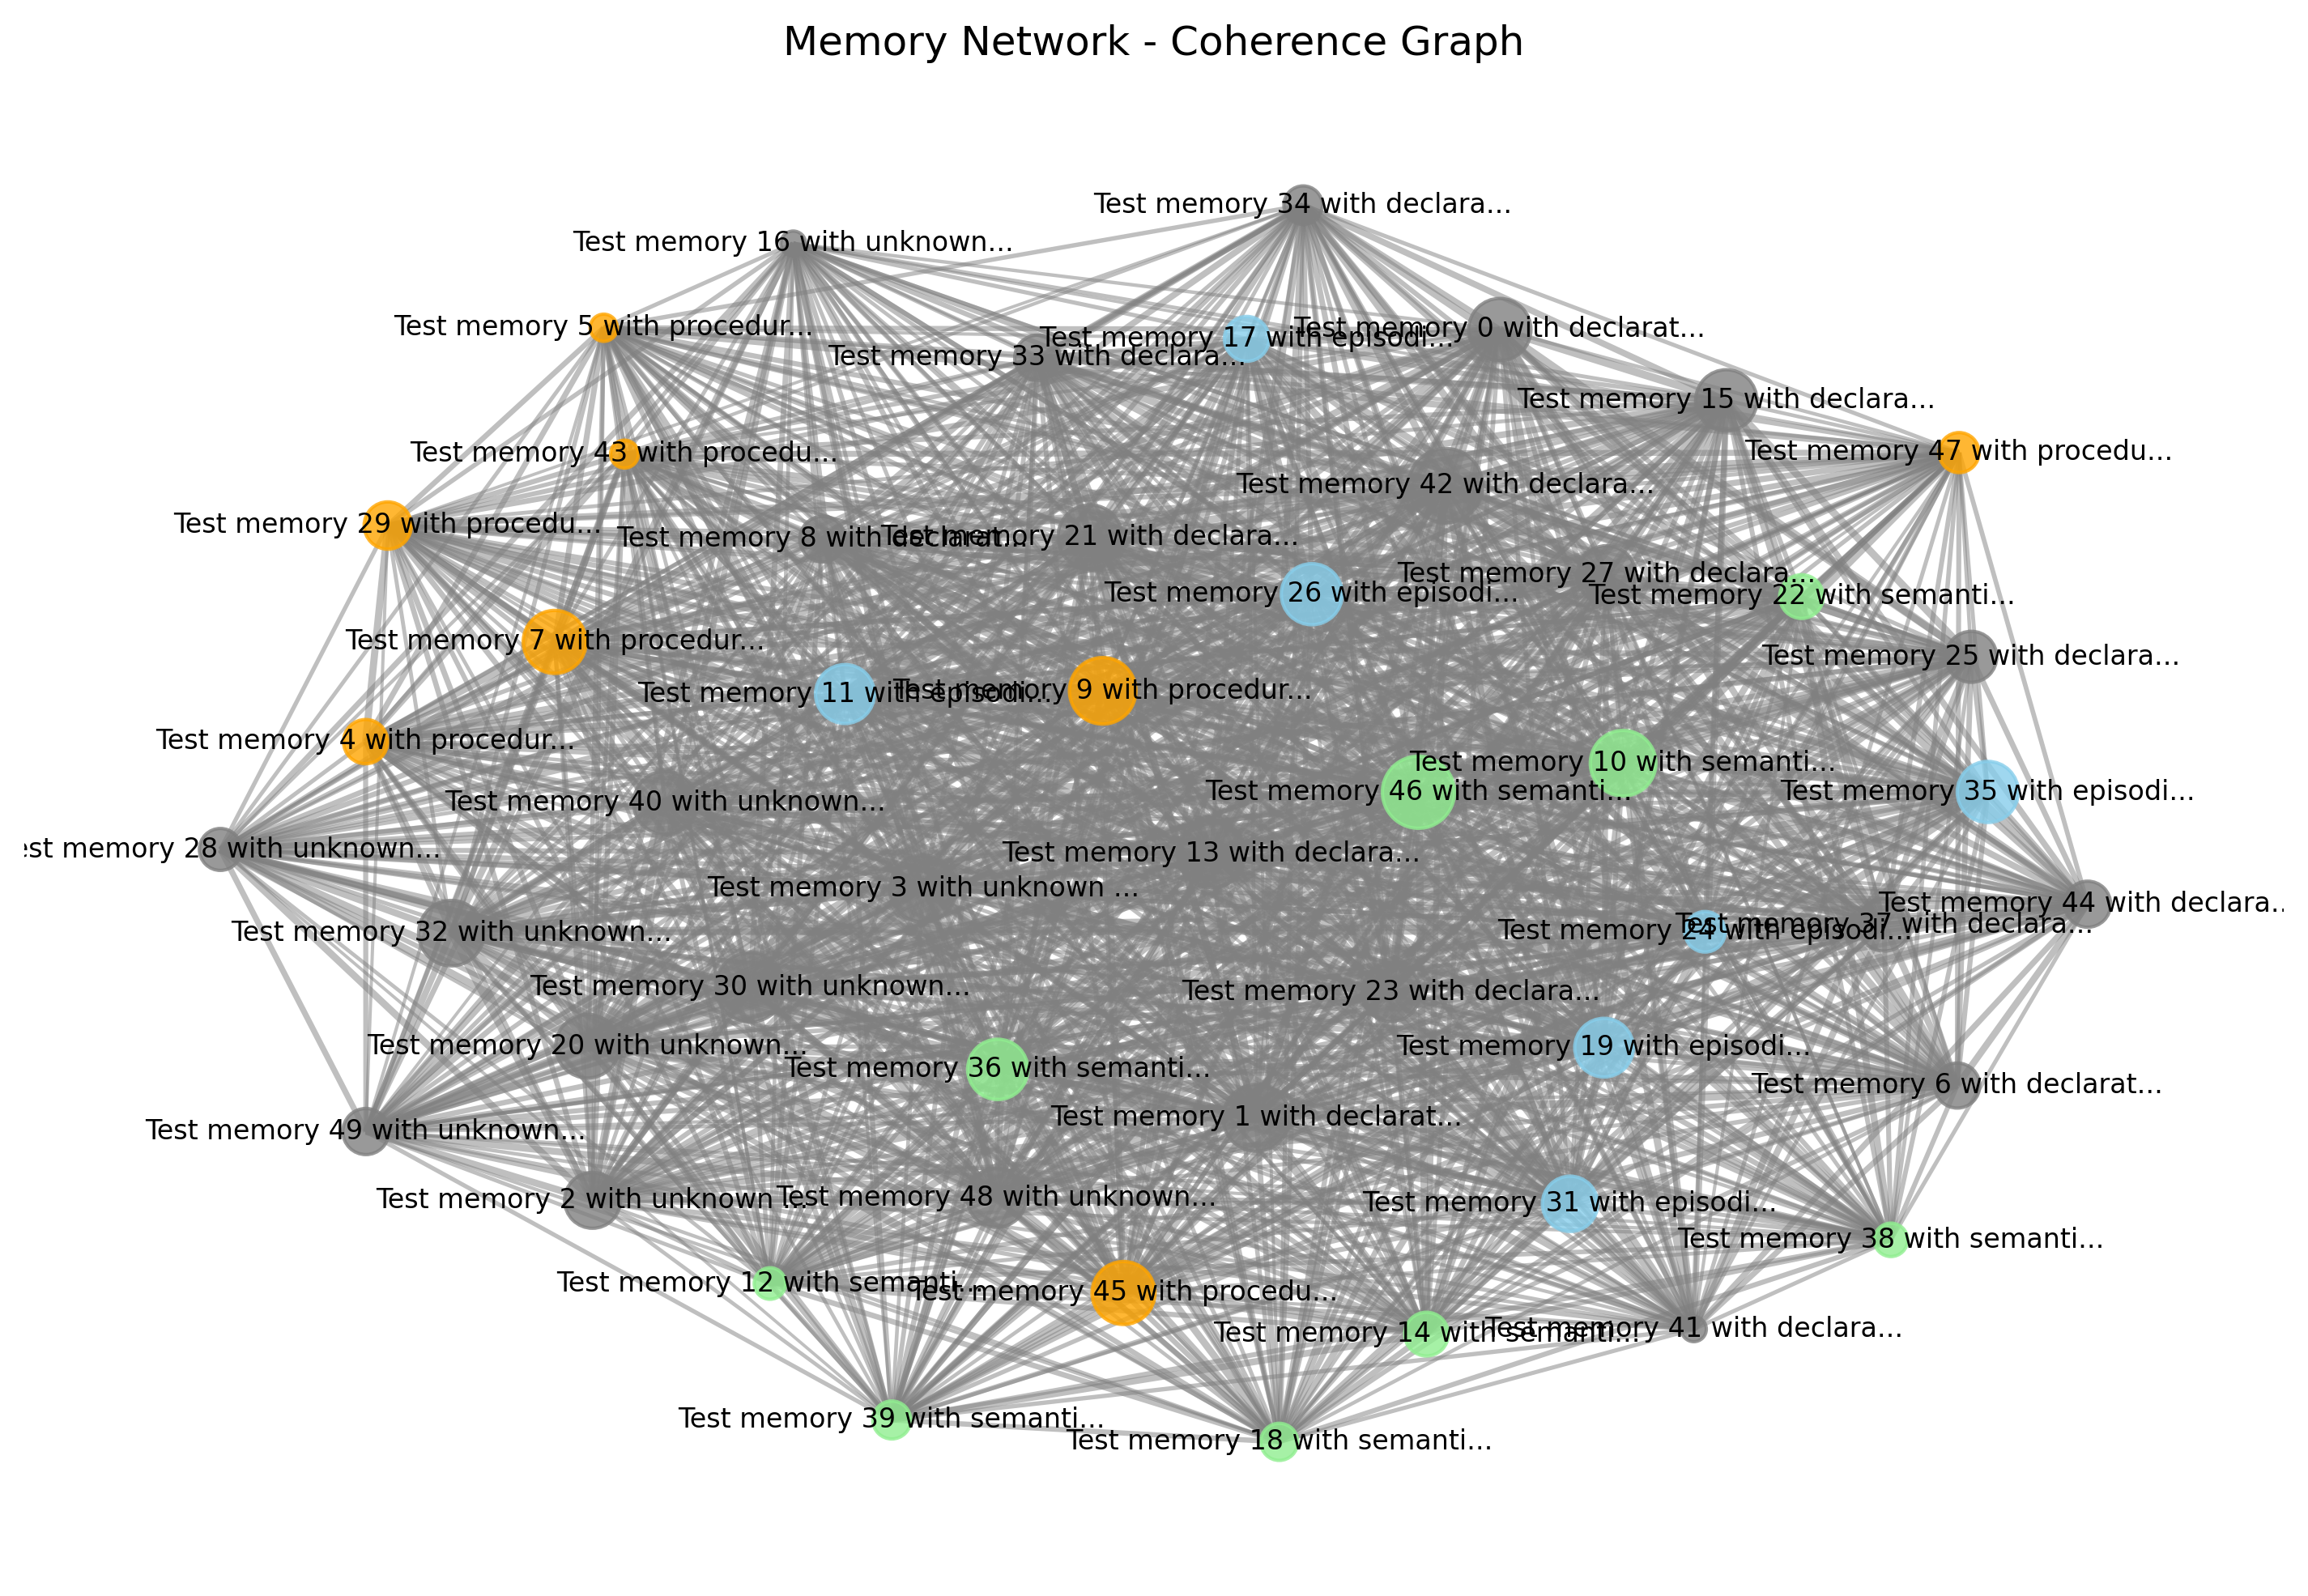 Memory Network - Coherence Graph
Test memory 34 with declara...
Test memory 16 with unknown...
Test memory 5 with procedur...
Test memory 17 with episodi...
Test memory 0 with declarat...
Test memory 33 with declara...
Test memory 15 with declara...
Test memory 43 with procedu...
Test memory 47 with procedu...
Test memory 42 with declara...
Test memory 29 with procedu...
Test memory 8 with declarat...
Test memory 21 with declara...
Test memory 27 with declara...
Test memory 26 with episodi...
Test memory 22 with semanti...
Test memory 7 with procedur...
Test memory 25 with declara...
Test memory 11 with episodi...
Test memory 9 with procedur...
Test memory 4 with procedur...
Test memory 10 with semanti...
Test memory 46 with semanti...
Test memory 35 with episodi...
Test memory 40 with unknown...
est memory 28 with unknown...
Test memory 13 with declara...
Test memory 3 with unknown ...
Test memory 44 with declara..
Test memory 37 with declara...
Test memory 24 with episodi...
Test memory 32 with unknown...
Test memory 30 with unknown...
Test memory 23 with declara...
Test memory 20 with unknown...
Test memory 19 with episodi...
Test memory 36 with semanti...
Test memory 6 with declarat...
Test memory 1 with declarat...
Test memory 49 with unknown...
Test memory 2 with unknown ...
Test memory 48 with unknown...
Test memory 31 with episodi...
Test memory 38 with semanti...
Test memory 12 with semanti...
Test memory 45 with procedu...
Test memory 14 with semanti...
Test memory 41 with declara...
Test memory 39 with semanti...
Test memory 18 with semanti...